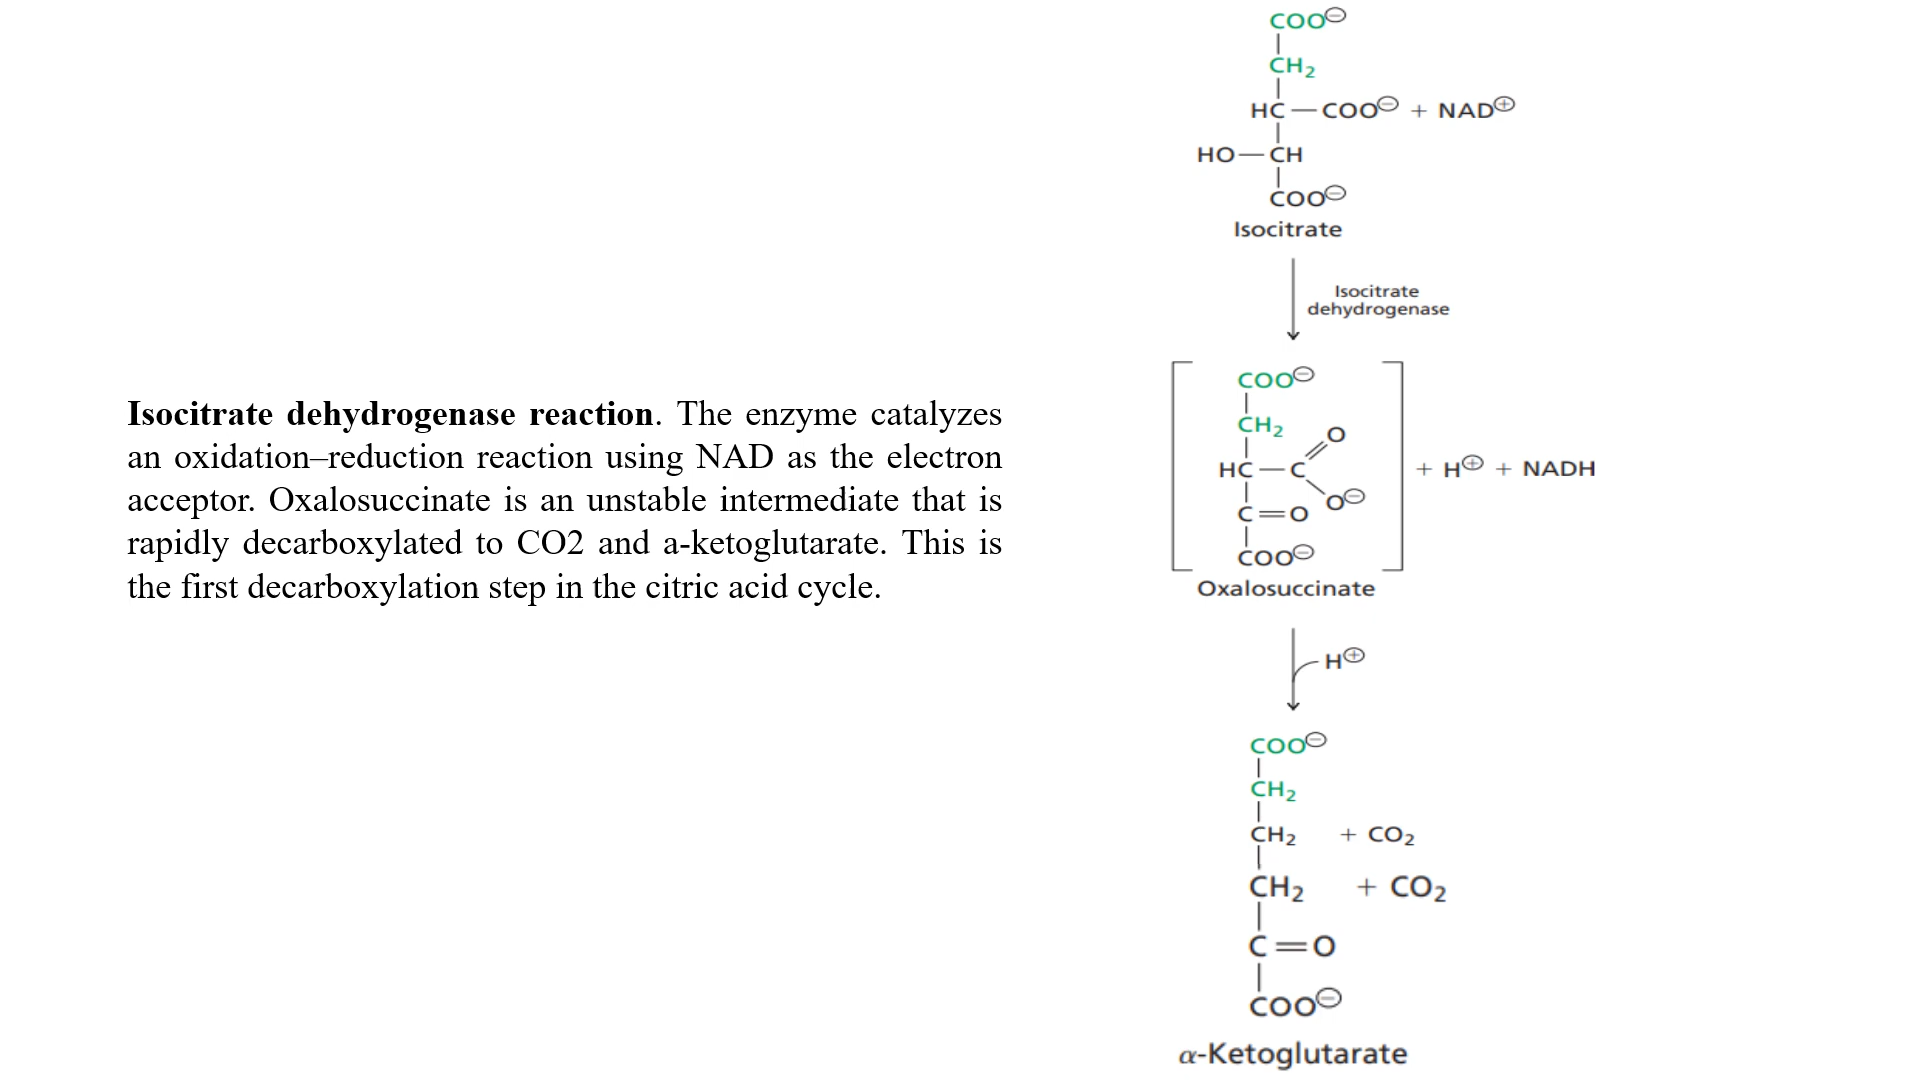 Isocitrate dehydrogenase reaction. The enzyme catalyzes
an oxidation–reduction reaction using NAD as the electron
acceptor. Oxalosuccinate is an unstable intermediate that is
rapidly decarboxylated to CO2 and a-ketoglutarate. This is
the first decarboxylation step in the citric acid cycle.
COO⊖
CH₂
HC — COO⊖ + NAD⊕
HO — CH
COO⊖
Isocitrate
Isocitrate
dehydrogenase
COO⊖
CH₂
O
HC — C
+ H⊕ + NADH
O⊖
C=O
COO⊖
Oxalosuccinate
H⊕
COO⊖
CH₂
CH₂ + CO₂
CH₂ + CO₂
C=O
COO⊖
α-Ketoglutarate